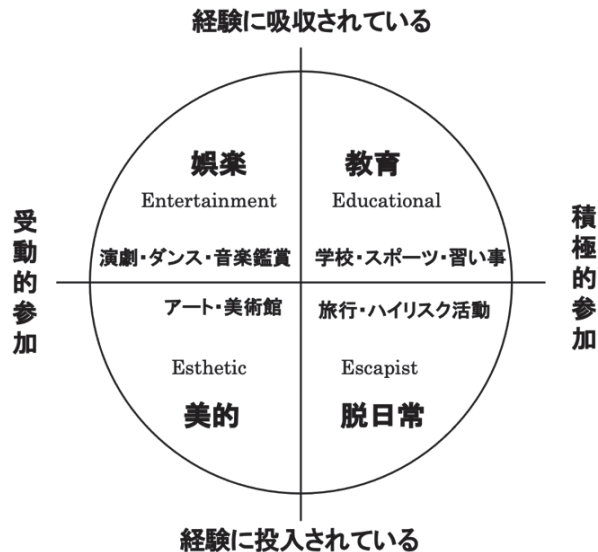 経験に吸収されている
娯楽
教育
Entertainment
Educational
受動的参加
積極的参加
演劇・ダンス・音楽鑑賞
学校・スポーツ・習い事
アート・美術館
旅行・ハイリスク活動
Esthetic
Escapist
美的
脱日常
経験に投入されている